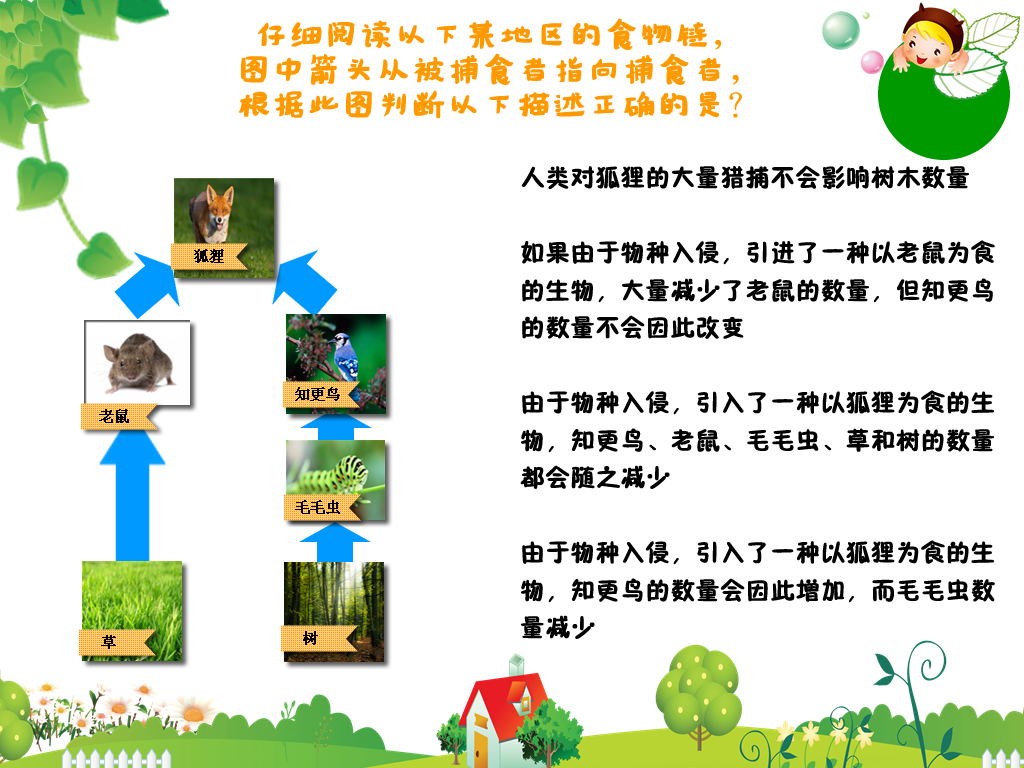 仔细阅读以下某地区的食物链，
图中箭头从被捕食者指向捕食者，
根据此图判断以下描述正确的是？
人类对狐狸的大量猎捕不会影响树木数量
如果由于物种入侵，引进了一种以老鼠为食
的生物，大量减少了老鼠的数量，但知更鸟
的数量不会因此改变
由于物种入侵，引入了一种以狐狸为食的生
物，知更鸟、老鼠、毛毛虫、草和树的数量
都会随之减少
由于物种入侵，引入了一种以狐狸为食的生
物，知更鸟的数量会因此增加，而毛毛虫数
量减少
狐狸
老鼠
知更鸟
毛毛虫
草
树